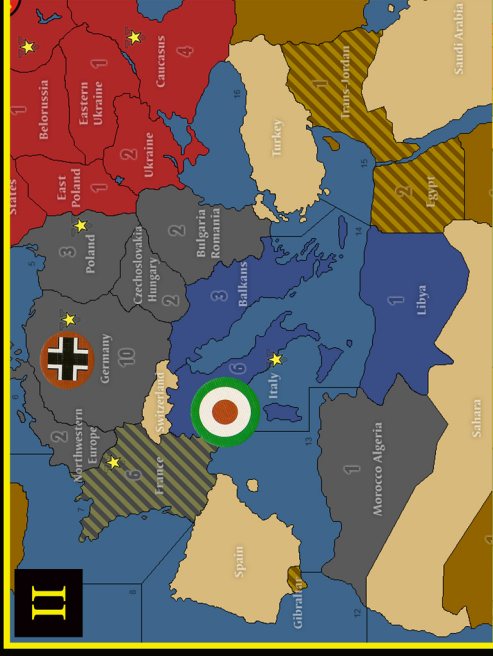 II
8
7
6
5
Northwestern
Europe
2
Germany
10
Poland
3
States
East
Poland
1
Belorussia
1
Eastern
Ukraine
1
Ukraine
2
Caucasus
4
Czechoslovakia
Hungary
2
Bulgaria
Romania
2
Switzerland
France
6
Italy
6
Balkans
3
Turkey
16
Trans-Jordan
1
Saudi Arabia
Spain
Gibraltar
12
13
14
15
Morocco Algeria
1
Libya
1
Egypt
2
Sahara
1